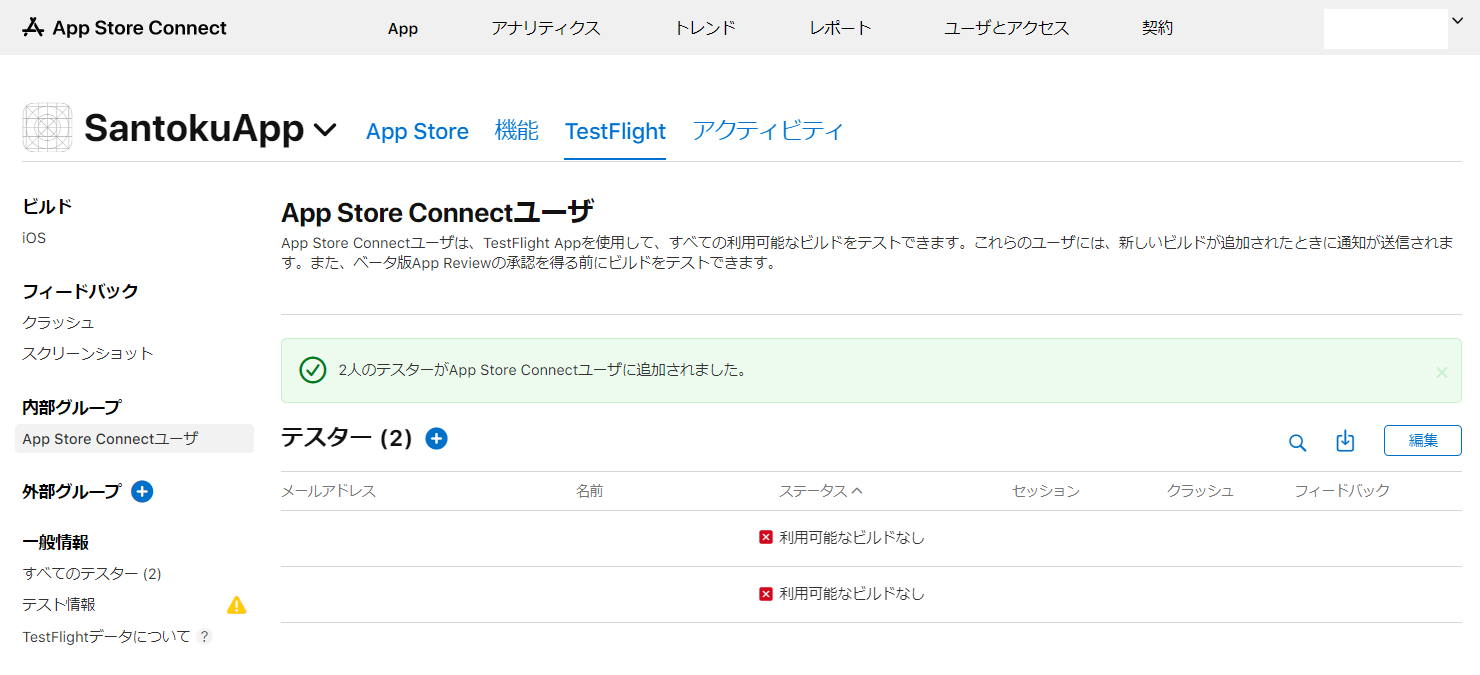 App Store Connect
App アナリティクス トレンド レポート ユーザとアクセス 契約
SantokuApp App Store 機能 TestFlight アクティビティ
ビルド
iOS
フィードバック
クラッシュ
スクリーンショット
内部グループ
App Store Connectユーザ
外部グループ
一般情報
すべてのテスター (2)
テスト情報
TestFlightデータについて ?
App Store Connectユーザ
App Store Connectユーザは、TestFlight Appを使用して、すべての利用可能なビルドをテストできます。これらのユーザには、新しいビルドが追加されたときに通知が送信されま
す。また、ベータ版App Reviewの承認を得る前にビルドをテストできます。
2人のテスターがApp Store Connectユーザに追加されました。
テスター (2)
編集
メールアドレス 名前 ステータス セッション クラッシュ フィードバック
利用可能なビルドなし
利用可能なビルドなし